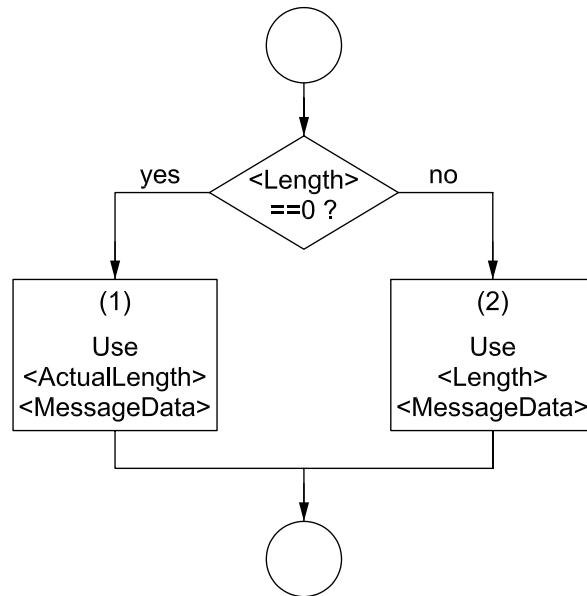 yes
<Length>
==0 ?
no
(1)
Use
<ActualLength>
<MessageData>
(2)
Use
<Length>
<MessageData>